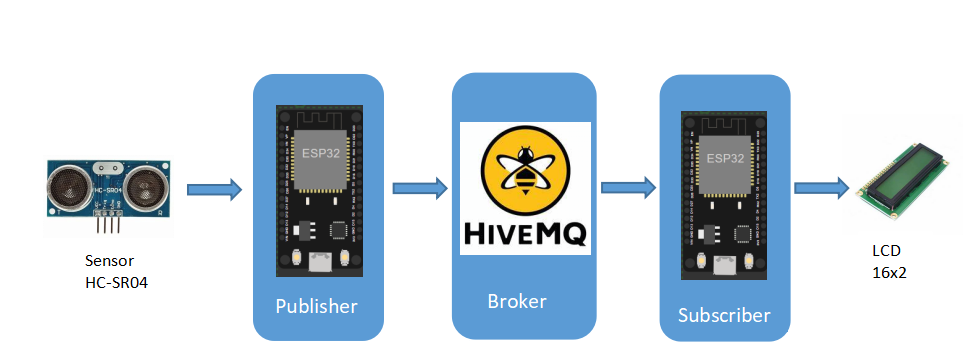 HC-SR04
T
R
Sensor
HC-SR04
ESP32
Publisher
HIVEMQ
Broker
ESP32
Subscriber
LCD
16x2